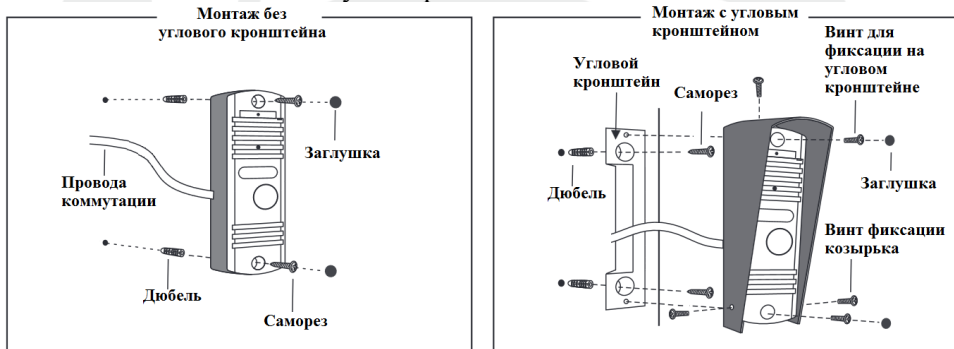 Монтаж без
углового кронштейна
Заглушка
Провода
коммутации
Дюбель
Саморез
Монтаж с угловым
кронштейном
Винт для
фиксации на
угловом
кронштейне
Угловой
кронштейн
Саморез
Дюбель
Заглушка
Винт фиксации
козырька